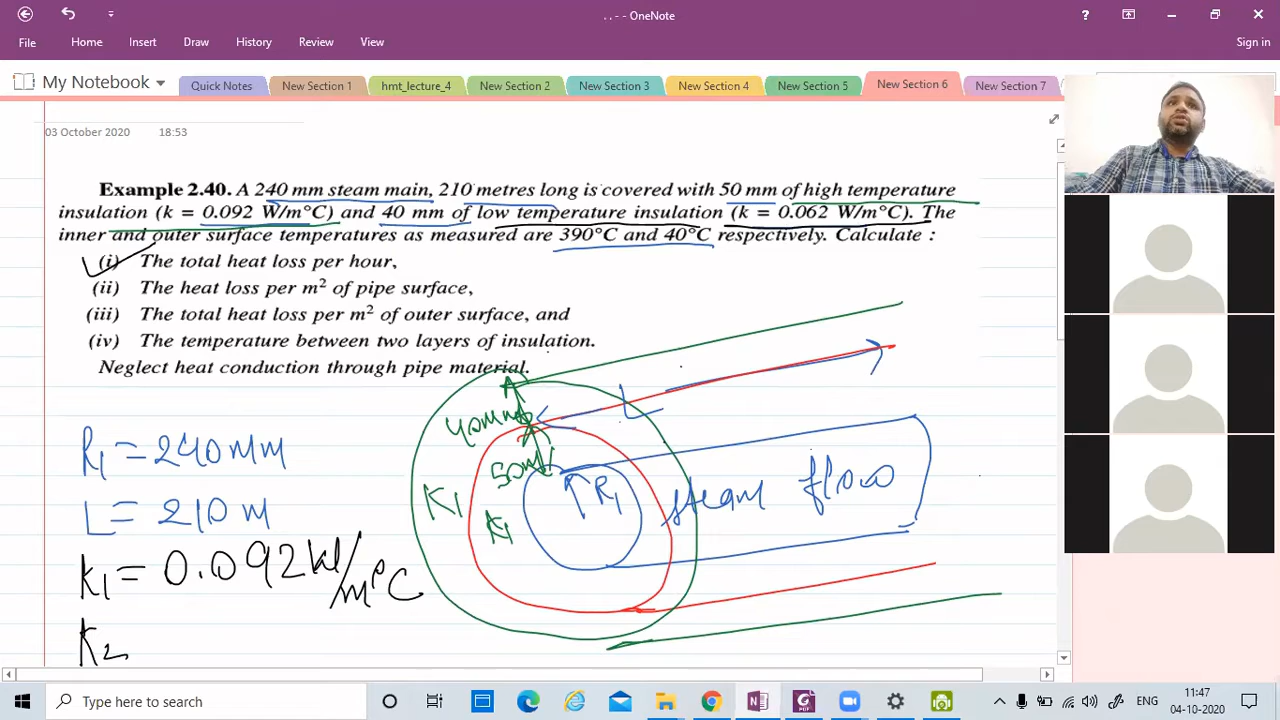 . . - OneNote
Sign in
File Home Insert Draw History Review View
My Notebook
Quick Notes New Section 1 hmt_lecture_4 New Section 2 New Section 3 New Section 4 New Section 5 New Section 6 New Section 7
03 October 2020 18:53
Example 2.40. A 240 mm steam main, 210 metres long is covered with 50 mm of high temperature
insulation (k = 0.092 W/m°C) and 40 mm of low temperature insulation (k = 0.062 W/m°C). The
inner and outer surface temperatures as measured are 390°C and 40°C respectively. Calculate :
(i) The total heat loss per hour,
(ii) The heat loss per m² of pipe surface,
(iii) The total heat loss per m² of outer surface, and
(iv) The temperature between two layers of insulation.
Neglect heat conduction through pipe material.
L
40mm
50m
R1 = 240mm
K1
K1
R1
steam flow
L = 210 m
K1 = 0.092 kl/m°C
K2
Type here to search
ENG
11:47
04-10-2020